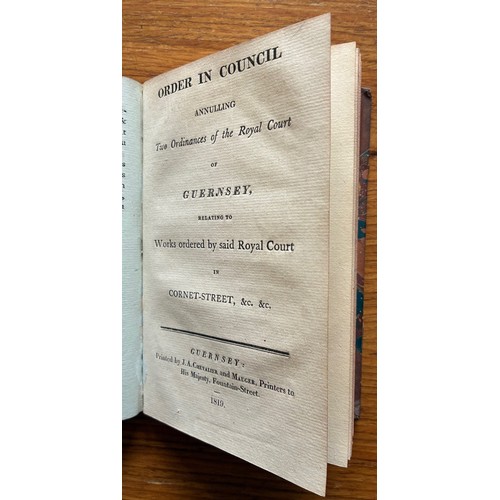 ORDER IN COUNCIL
ANNULLING
Two Ordinances of the Royal Court
OF
GUERNSEY,
RELATING TO
Works ordered by said Royal Court
IN
CORNET-STREET, &c. &c.
GUERNSEY:
Printed by J. A. CHEVALIER and MAUGER, Printers to
His Majesty, Fountain-Street.
1819.